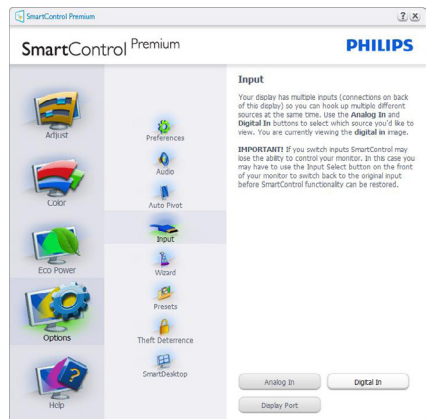 SmartControl Premium
SmartControl Premium
PHILIPS
Adjust
Color
Eco Power
Options
Help
Preferences
Audio
Auto Pivot
Input
Wizard
Presets
Theft Deterrence
SmartDesktop
Input
Your display has multiple inputs (connections on back
of this display) so you can hook up multiple different
sources at the same time. Use the Analog In and
Digital In buttons to select which source you'd like to
view. You are currently viewing the digital in image.
IMPORTANT! If you switch inputs SmartControl may
lose the ability to control your monitor. In this case you
may have to use the Input Select button on the front
of your monitor to switch back to the original input
before SmartControl functionality can be restored.
Analog In
Digital In
Display Port